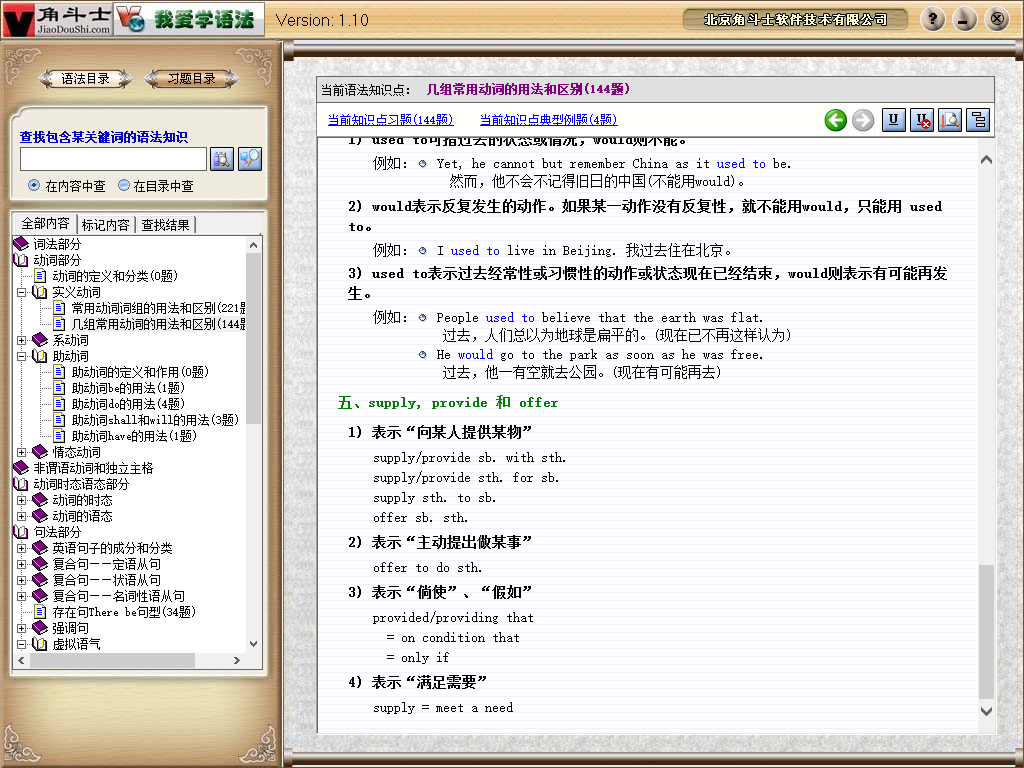 角斗士
JiaoDouShi.com
我爱学语法
Version: 1.10
北京角斗士软件技术有限公司
语法目录
习题目录
查找包含某关键词的语法知识
在内容中查
在目录中查
全部内容
标记内容
查找结果
词法部分
动词部分
动词的定义和分类(0题)
实义动词
常用动词词组的用法和区别(221题
几组常用动词的用法和区别(144题
系动词
助动词
助动词的定义和作用(0题)
助动词be的用法(1题)
助动词do的用法(4题)
助动词shall和will的用法(3题)
助动词have的用法(1题)
情态动词
非谓语动词和独立主格
动词时态语态部分
动词的时态
动词的语态
句法部分
英语句子的成分和分类
复合句——定语从句
复合句——状语从句
复合句——名词性语从句
存在句There be句型(34题)
强调句
虚拟语气
当前语法知识点： 几组常用动词的用法和区别(144题)
当前知识点习题(144题)
当前知识点典型例题(4题)
1) used to可指过去的状态或情况，would则不能。
例如： Yet, he cannot but remember China as it used to be.
然而，他不会不记得旧日的中国(不能用would)。
2) would表示反复发生的动作。如果某一动作没有反复性，就不能用would，只能用 used
to。
例如： I used to live in Beijing. 我过去住在北京。
3) used to表示过去经常性或习惯性的动作或状态现在已经结束，would则表示有可能再发
生。
例如： People used to believe that the earth was flat.
过去，人们总以为地球是扁平的。(现在已不再这样认为)
He would go to the park as soon as he was free.
过去，他一有空就去公园。(现在有可能再去)
五、supply, provide 和 offer
1) 表示“向某人提供某物”
supply/provide sb. with sth.
supply/provide sth. for sb.
supply sth. to sb.
offer sb. sth.
2) 表示“主动提出做某事”
offer to do sth.
3) 表示“倘使”、“假如”
provided/providing that
= on condition that
= only if
4) 表示“满足需要”
supply = meet a need